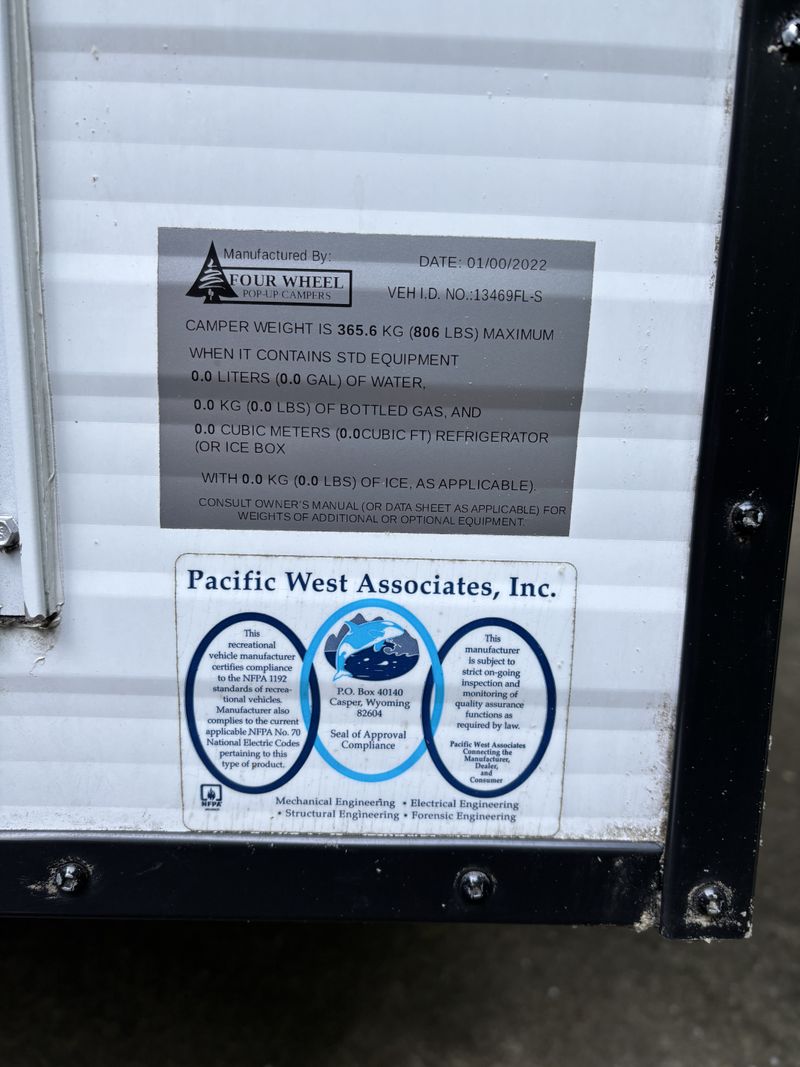 Manufactured By:
FOUR WHEEL
POP-UP CAMPERS
DATE: 01/00/2022
VEH I.D. NO.:13469FL-S
CAMPER WEIGHT IS 365.6 KG (806 LBS) MAXIMUM
WHEN IT CONTAINS STD EQUIPMENT
0.0 LITERS (0.0 GAL) OF WATER,
0.0 KG (0.0 LBS) OF BOTTLED GAS, AND
0.0 CUBIC METERS (0.0CUBIC FT) REFRIGERATOR
(OR ICE BOX
WITH 0.0 KG (0.0 LBS) OF ICE, AS APPLICABLE).
CONSULT OWNER'S MANUAL (OR DATA SHEET AS APPLICABLE) FOR
WEIGHTS OF ADDITIONAL OR OPTIONAL EQUIPMENT.
Pacific West Associates, Inc.
This
recreational
vehicle manufacturer
certifies compliance
to the NFPA 1192
standards of recrea-
tional vehicles.
Manufacturer also
complies to the current
applicable NFPA No. 70
National Electric Codes
pertaining to this
type of product.
P.O. Box 40140
Casper, Wyoming
82604
Seal of Approval
Compliance
This
manufacturer
is subject to
strict on-going
inspection and
monitoring of
quality assurance
functions as
required by law.
Pacific West Associates
Connecting the
Manufacturer,
Dealer,
and
Consumer
NFPA
Mechanical Engineering • Electrical Engineering
• Structural Engineering • Forensic Engineering